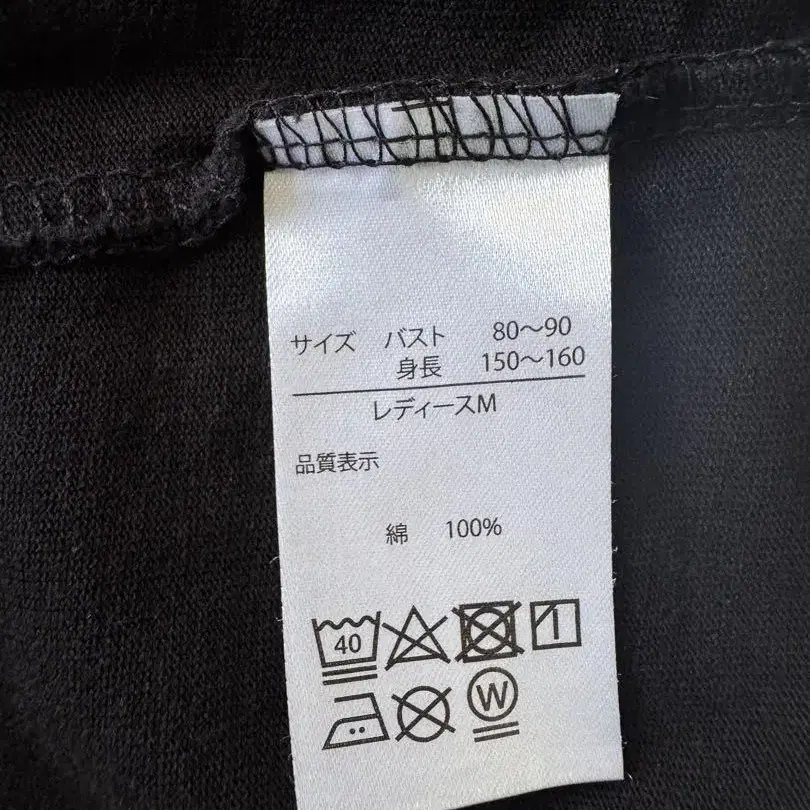 サイズ バスト 80～90
身長 150～160
レディースM
品質表示
綿 100%
40
W